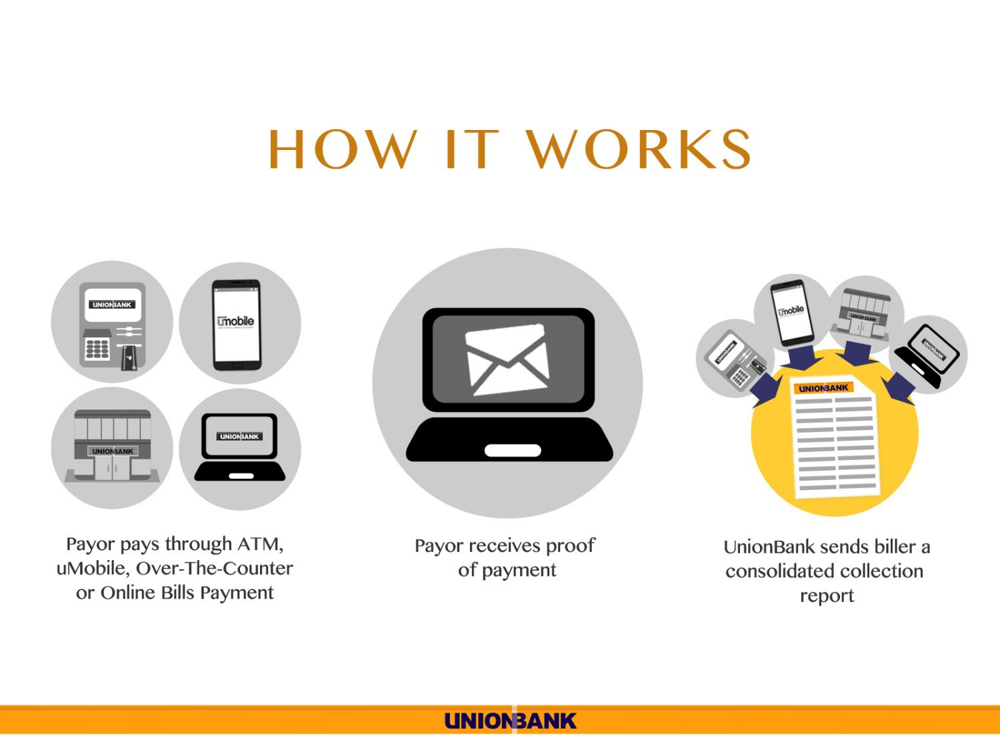 HOW IT WORKS
UNIONBANK
umobile
UNIONBANK
UNIONBANK
Payor pays through ATM,
uMobile, Over-The-Counter
or Online Bills Payment
Payor receives proof
of payment
umobile
UNIONBANK
UNIONBANK
UNIONBANK
UNIONBANK
UnionBank sends biller a
consolidated collection
report
UNIONBANK